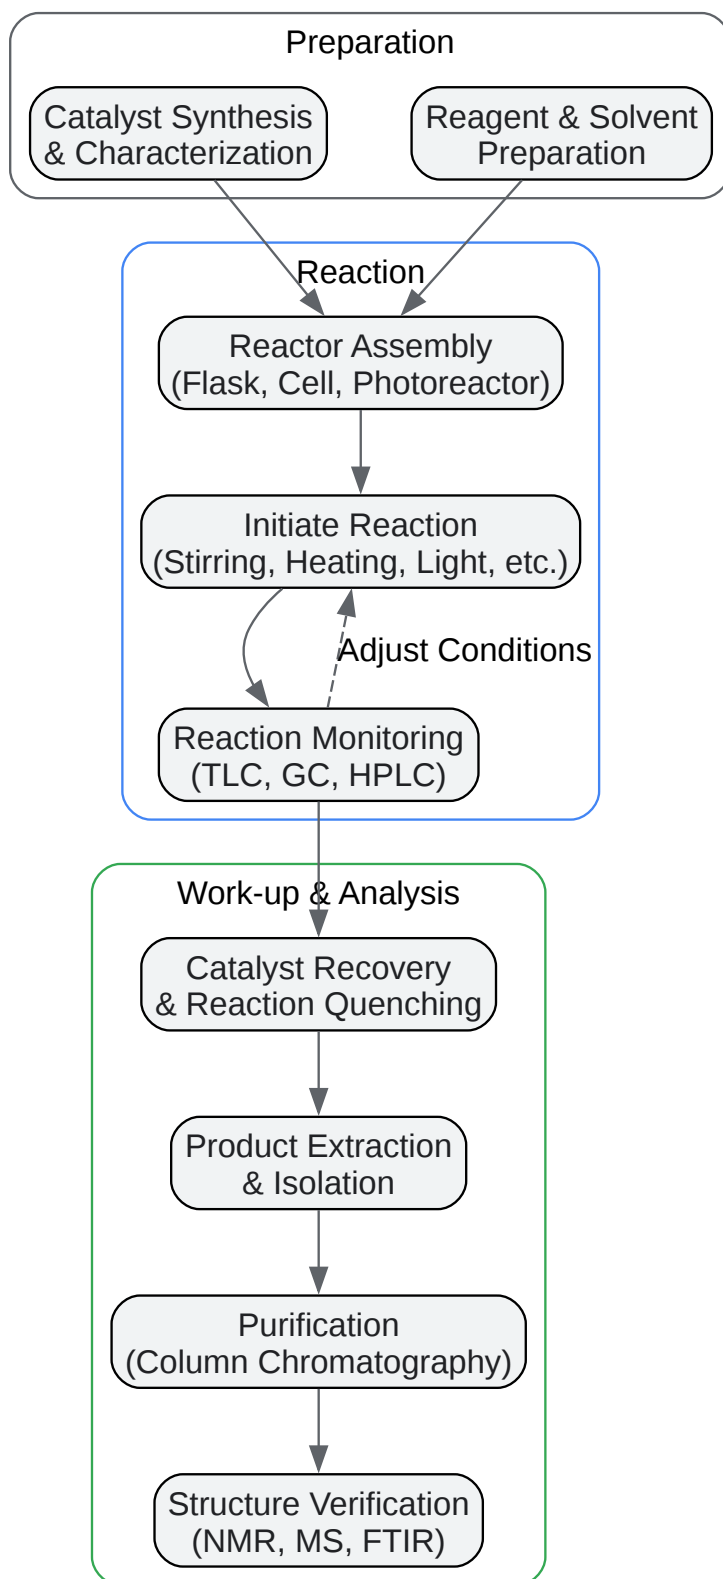 Preparation
Catalyst Synthesis
& Characterization
Reagent & Solvent
Preparation
Reaction
Reactor Assembly
(Flask, Cell, Photoreactor)
Initiate Reaction
(Stirring, Heating, Light, etc.)
Adjust Conditions
Reaction Monitoring
(TLC, GC, HPLC)
Work-up & Analysis
Catalyst Recovery
& Reaction Quenching
Product Extraction
& Isolation
Purification
(Column Chromatography)
Structure Verification
(NMR, MS, FTIR)